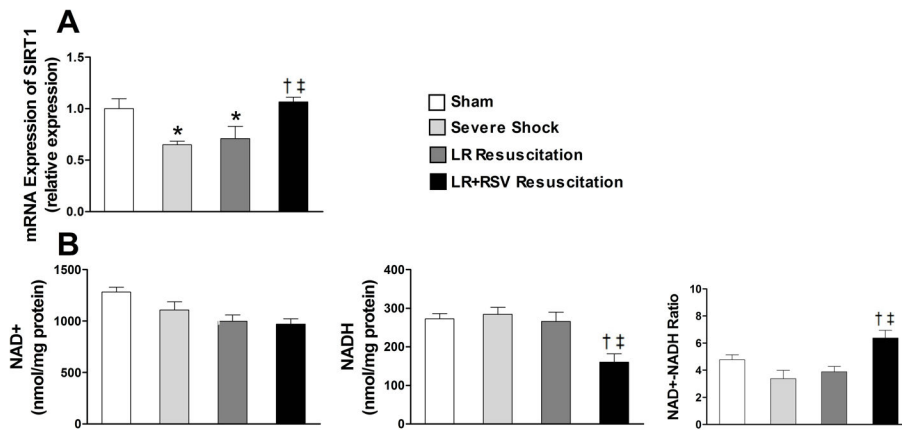 A
mRNA Expression of SIRT1
(relative expression)
1.5
1.0
0.5
0.0
*
*
† ‡
Sham
Severe Shock
LR Resuscitation
LR+RSV Resuscitation
B
NAD+
(nmol/mg protein)
1500
1000
500
0
NADH
(nmol/mg protein)
400
300
200
100
0
† ‡
NAD+-NADH Ratio
10
8
6
4
2
0
† ‡